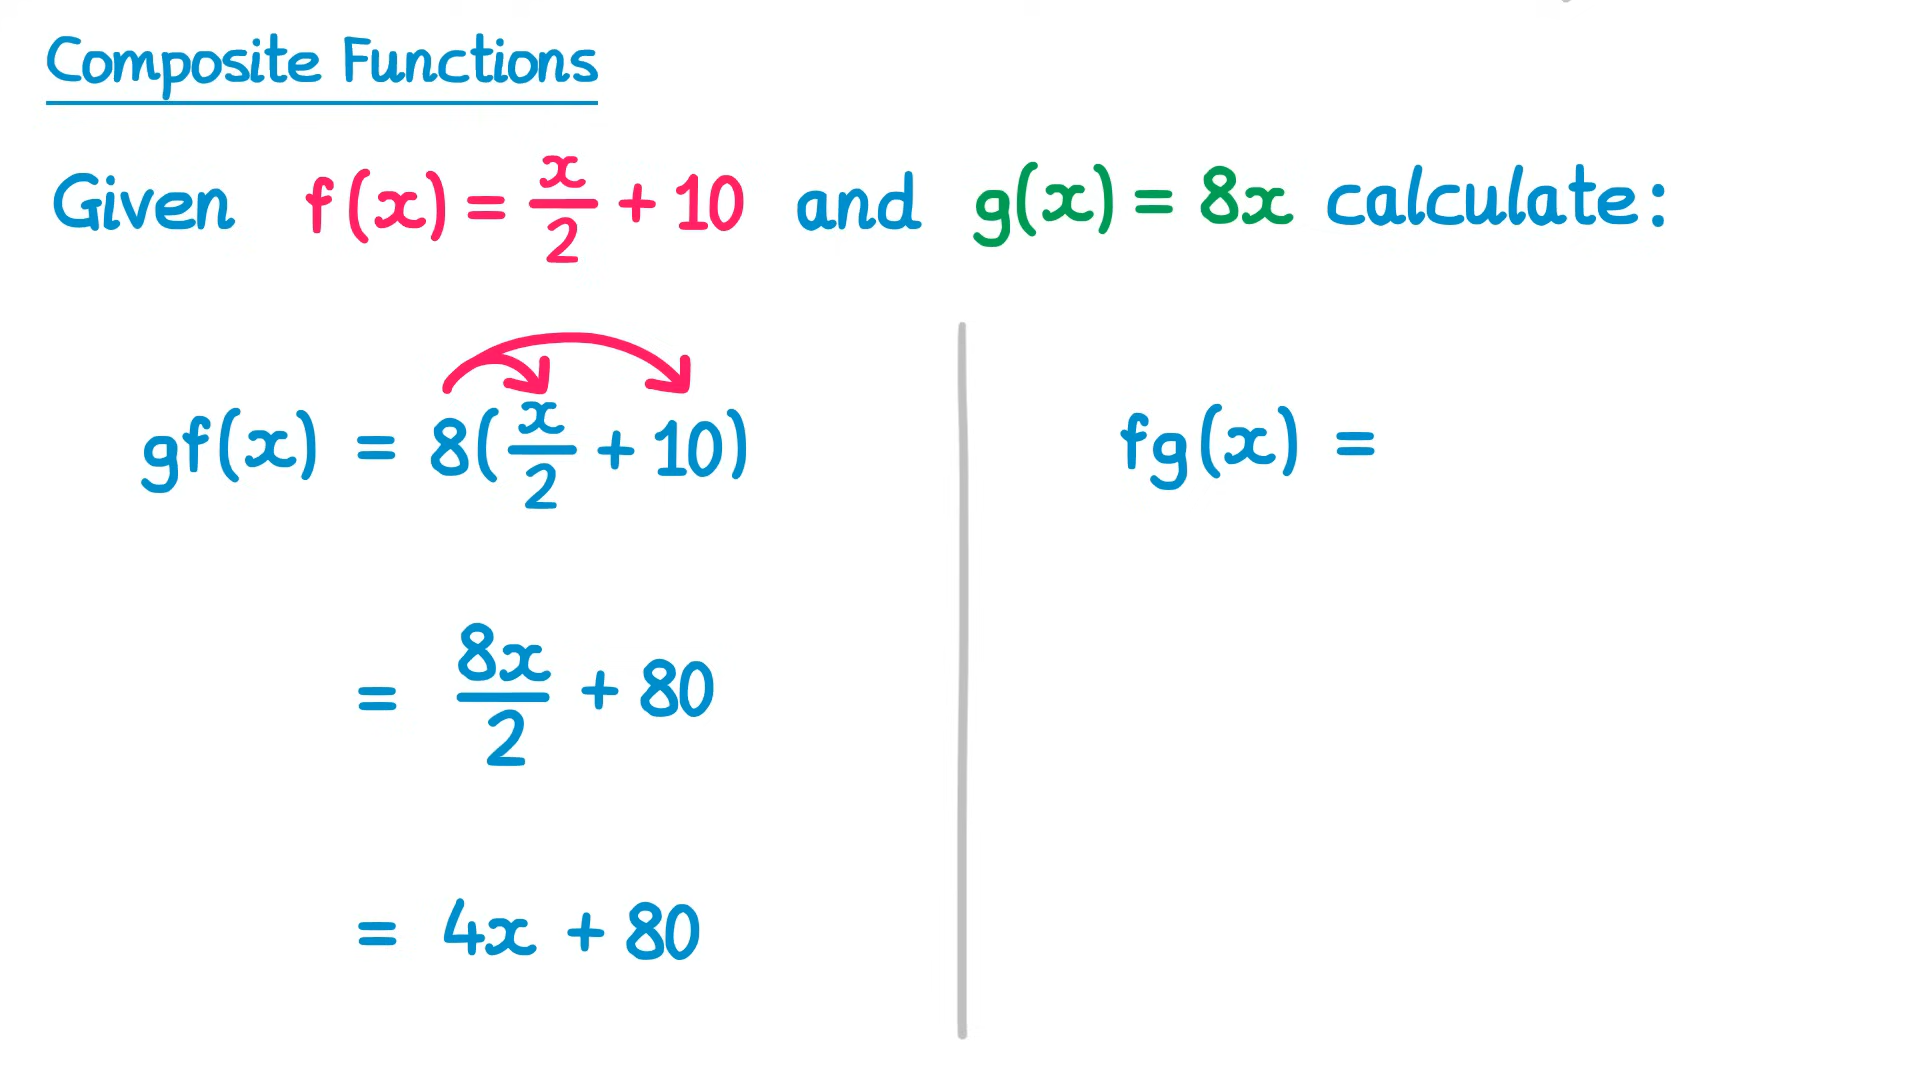 Composite Functions
Given f(x) = x/2 + 10 and g(x) = 8x calculate:
gf(x) = 8(x/2 + 10)
= 8x/2 + 80
= 4x + 80
fg(x) =